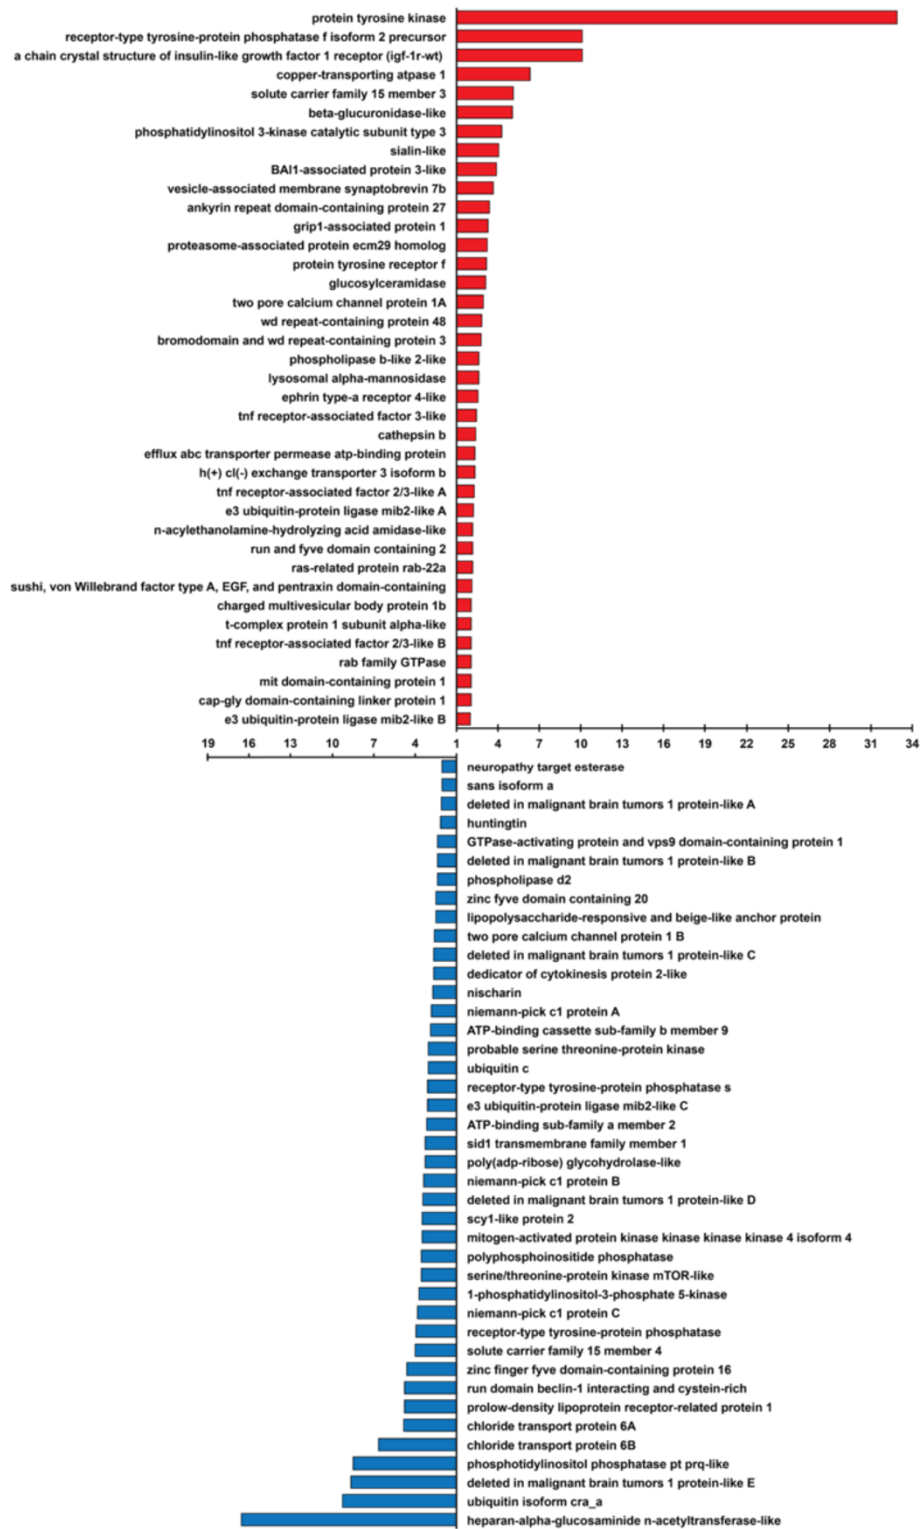 protein tyrosine kinase
receptor-type tyrosine-protein phosphatase f isoform 2 precursor
a chain crystal structure of insulin-like growth factor 1 receptor (igf-1r-wt)
copper-transporting atpase 1
solute carrier family 15 member 3
beta-glucuronidase-like
phosphatidylinositol 3-kinase catalytic subunit type 3
sialin-like
BAI1-associated protein 3-like
vesicle-associated membrane synaptobrevin 7b
ankyrin repeat domain-containing protein 27
grip1-associated protein 1
proteasome-associated protein ecm29 homolog
protein tyrosine receptor f
glucosylceramidase
two pore calcium channel protein 1A
wd repeat-containing protein 48
bromodomain and wd repeat-containing protein 3
phospholipase b-like 2-like
lysosomal alpha-mannosidase
ephrin type-a receptor 4-like
tnf receptor-associated factor 3-like
cathepsin b
efflux abc transporter permease atp-binding protein
h(+) cl(-) exchange transporter 3 isoform b
tnf receptor-associated factor 2/3-like A
e3 ubiquitin-protein ligase mib2-like A
n-acylethanolamine-hydrolyzing acid amidase-like
run and fyve domain containing 2
ras-related protein rab-22a
sushi, von Willebrand factor type A, EGF, and pentraxin domain-containing
charged multivesicular body protein 1b
t-complex protein 1 subunit alpha-like
tnf receptor-associated factor 2/3-like B
rab family GTPase
mit domain-containing protein 1
cap-gly domain-containing linker protein 1
e3 ubiquitin-protein ligase mib2-like B
19 16 13 10 7 4 1 4 7 10 13 16 19 22 25 28 31 34
neuropathy target esterase
sans isoform a
deleted in malignant brain tumors 1 protein-like A
huntingtin
GTPase-activating protein and vps9 domain-containing protein 1
deleted in malignant brain tumors 1 protein-like B
phospholipase d2
zinc fyve domain containing 20
lipopolysaccharide-responsive and beige-like anchor protein
two pore calcium channel protein 1 B
deleted in malignant brain tumors 1 protein-like C
dedicator of cytokinesis protein 2-like
nischarin
niemann-pick c1 protein A
ATP-binding cassette sub-family b member 9
probable serine threonine-protein kinase
ubiquitin c
receptor-type tyrosine-protein phosphatase s
e3 ubiquitin-protein ligase mib2-like C
ATP-binding sub-family a member 2
sid1 transmembrane family member 1
poly(adp-ribose) glycohydrolase-like
niemann-pick c1 protein B
deleted in malignant brain tumors 1 protein-like D
scy1-like protein 2
mitogen-activated protein kinase kinase kinase kinase 4 isoform 4
polyphosphoinositide phosphatase
serine/threonine-protein kinase mTOR-like
1-phosphatidylinositol-3-phosphate 5-kinase
niemann-pick c1 protein C
receptor-type tyrosine-protein phosphatase
solute carrier family 15 member 4
zinc finger fyve domain-containing protein 16
run domain beclin-1 interacting and cystein-rich
prolow-density lipoprotein receptor-related protein 1
chloride transport protein 6A
chloride transport protein 6B
phosphotidylinositol phosphatase pt prq-like
deleted in malignant brain tumors 1 protein-like E
ubiquitin isoform cra_a
heparan-alpha-glucosaminide n-acetyltransferase-like